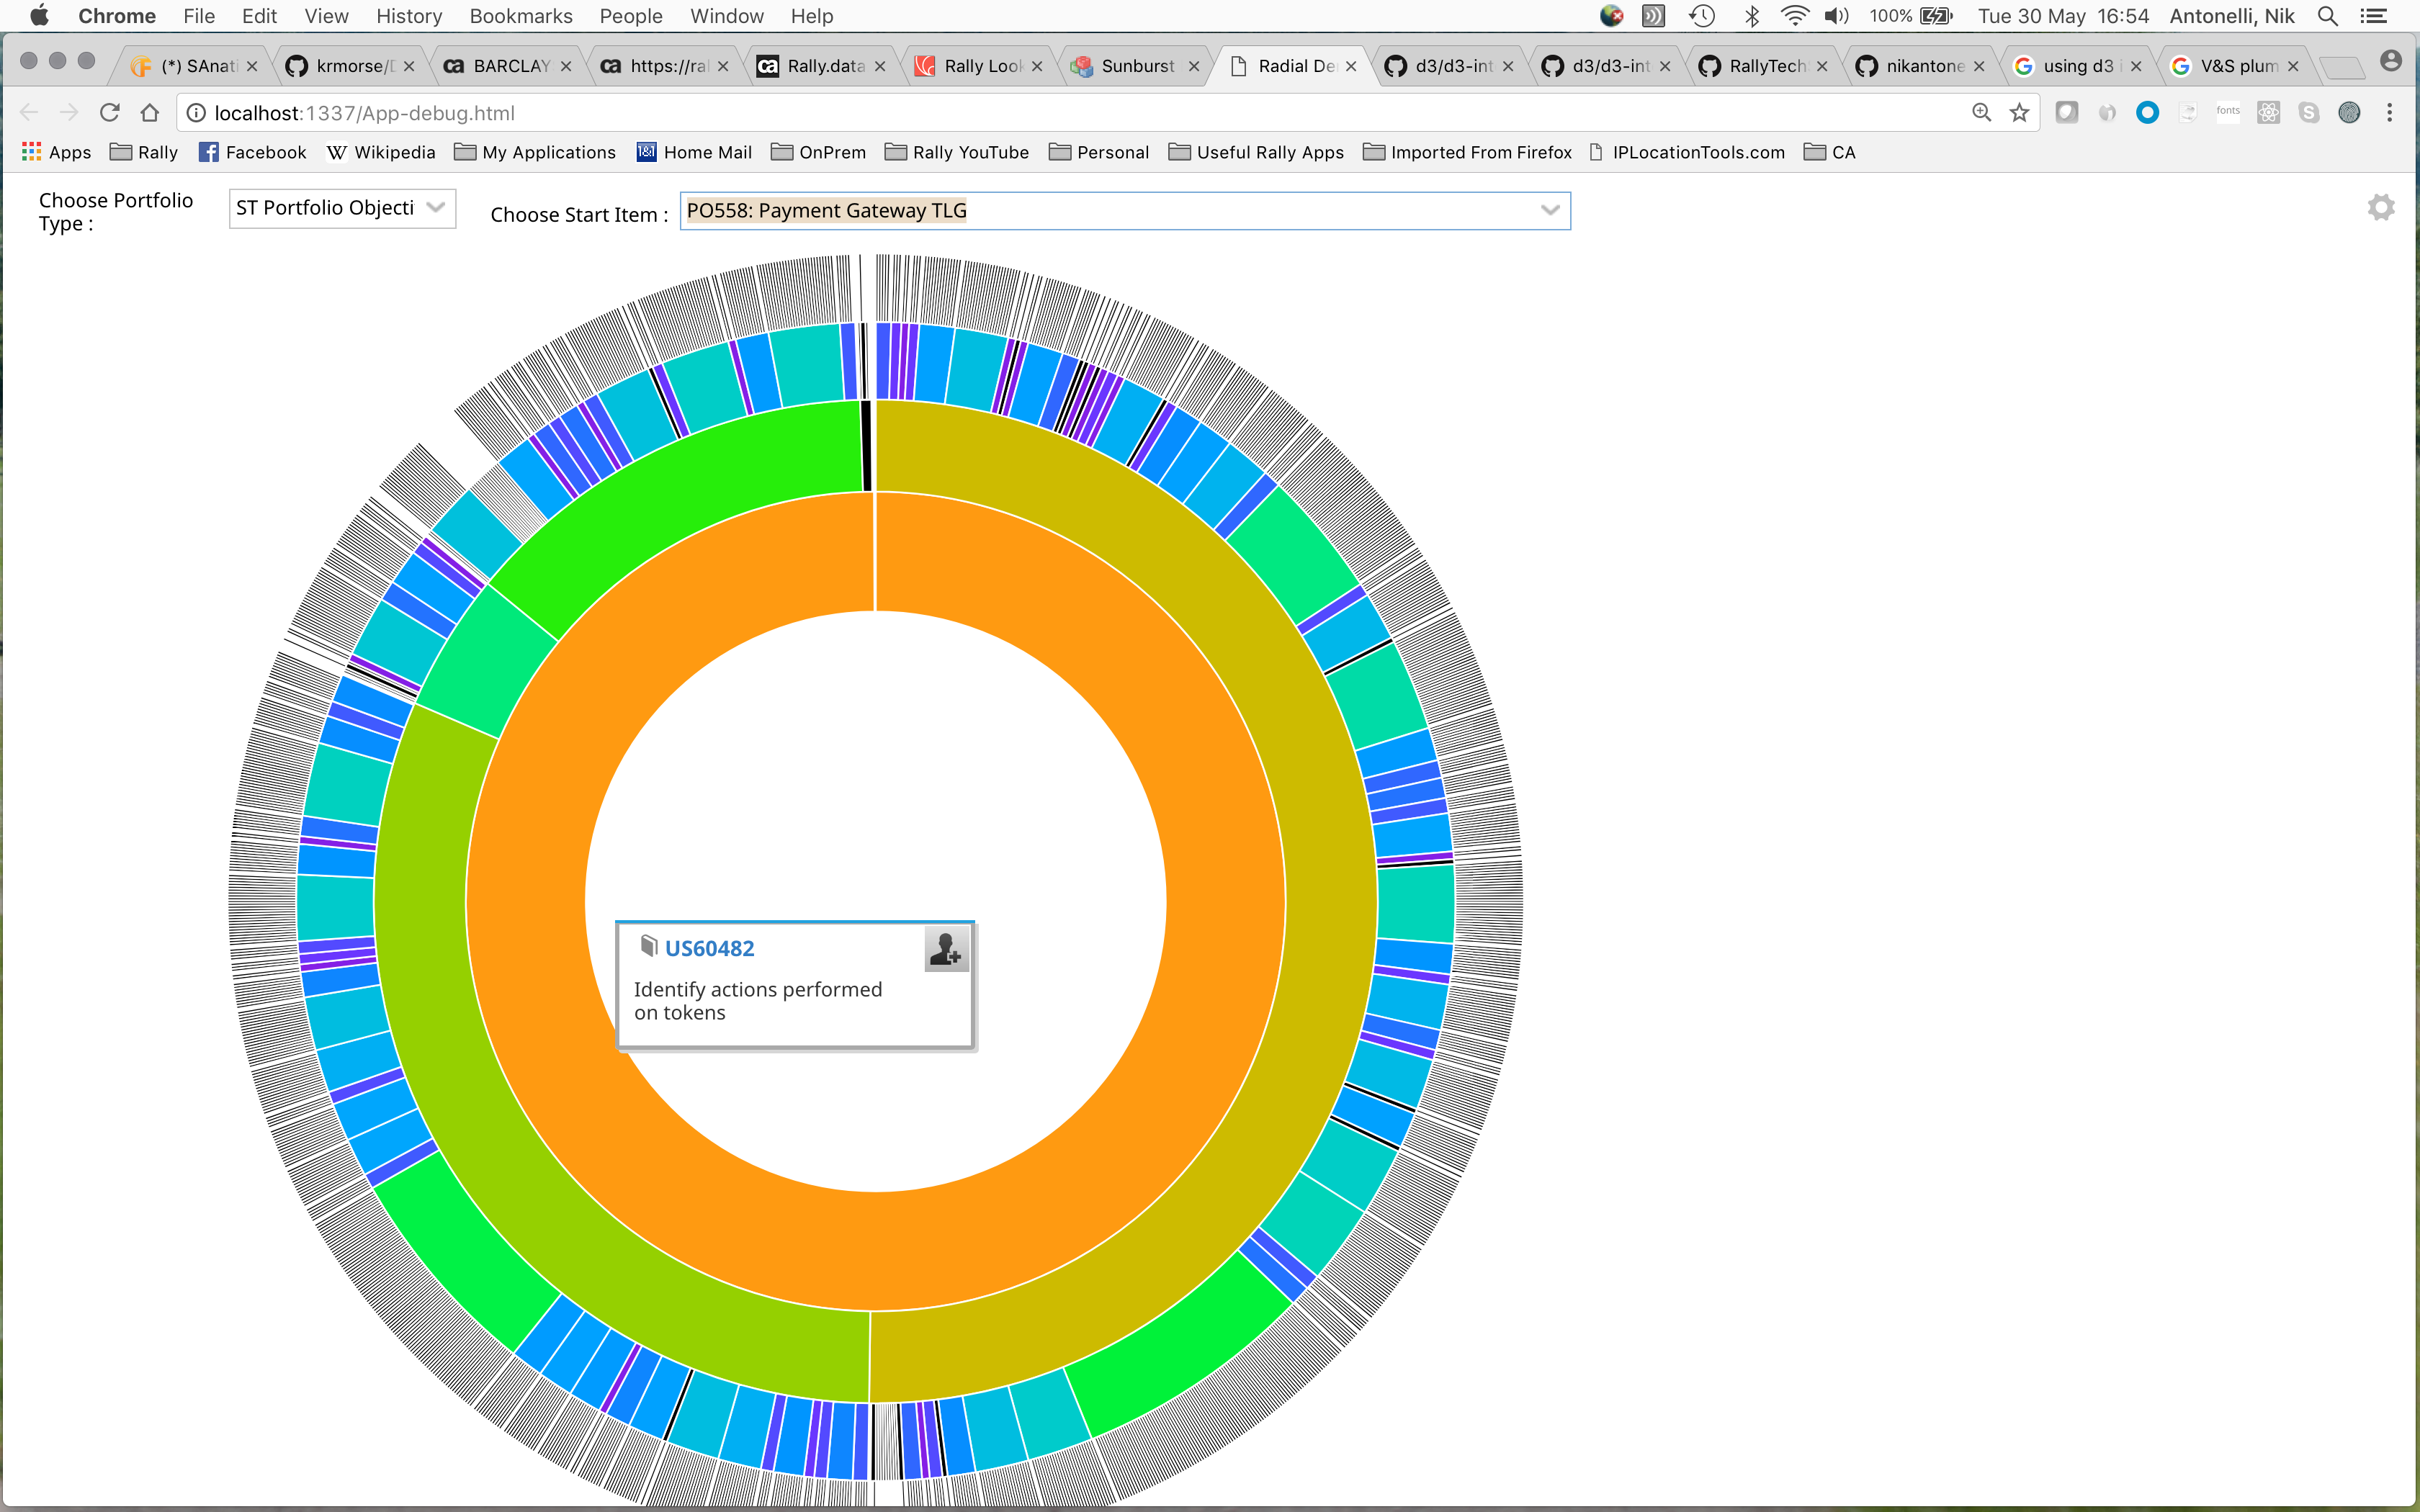 Chrome File Edit View History Bookmarks People Window Help 100% Tue 30 May 16:54 Antonelli, Nik
(*) SAnati krmorse/D BARCLAY https://ral Rally.data Rally Look Sunburst Radial De d3/d3-int d3/d3-int RallyTech nikantone using d3 i V&S plum
localhost:1337/App-debug.html fonts
Apps Rally Facebook Wikipedia My Applications Home Mail OnPrem Rally YouTube Personal Useful Rally Apps Imported From Firefox IPLocationTools.com CA
Choose Portfolio
Type :
ST Portfolio Objecti
Choose Start Item :
PO558: Payment Gateway TLG
US60482
Identify actions performed
on tokens